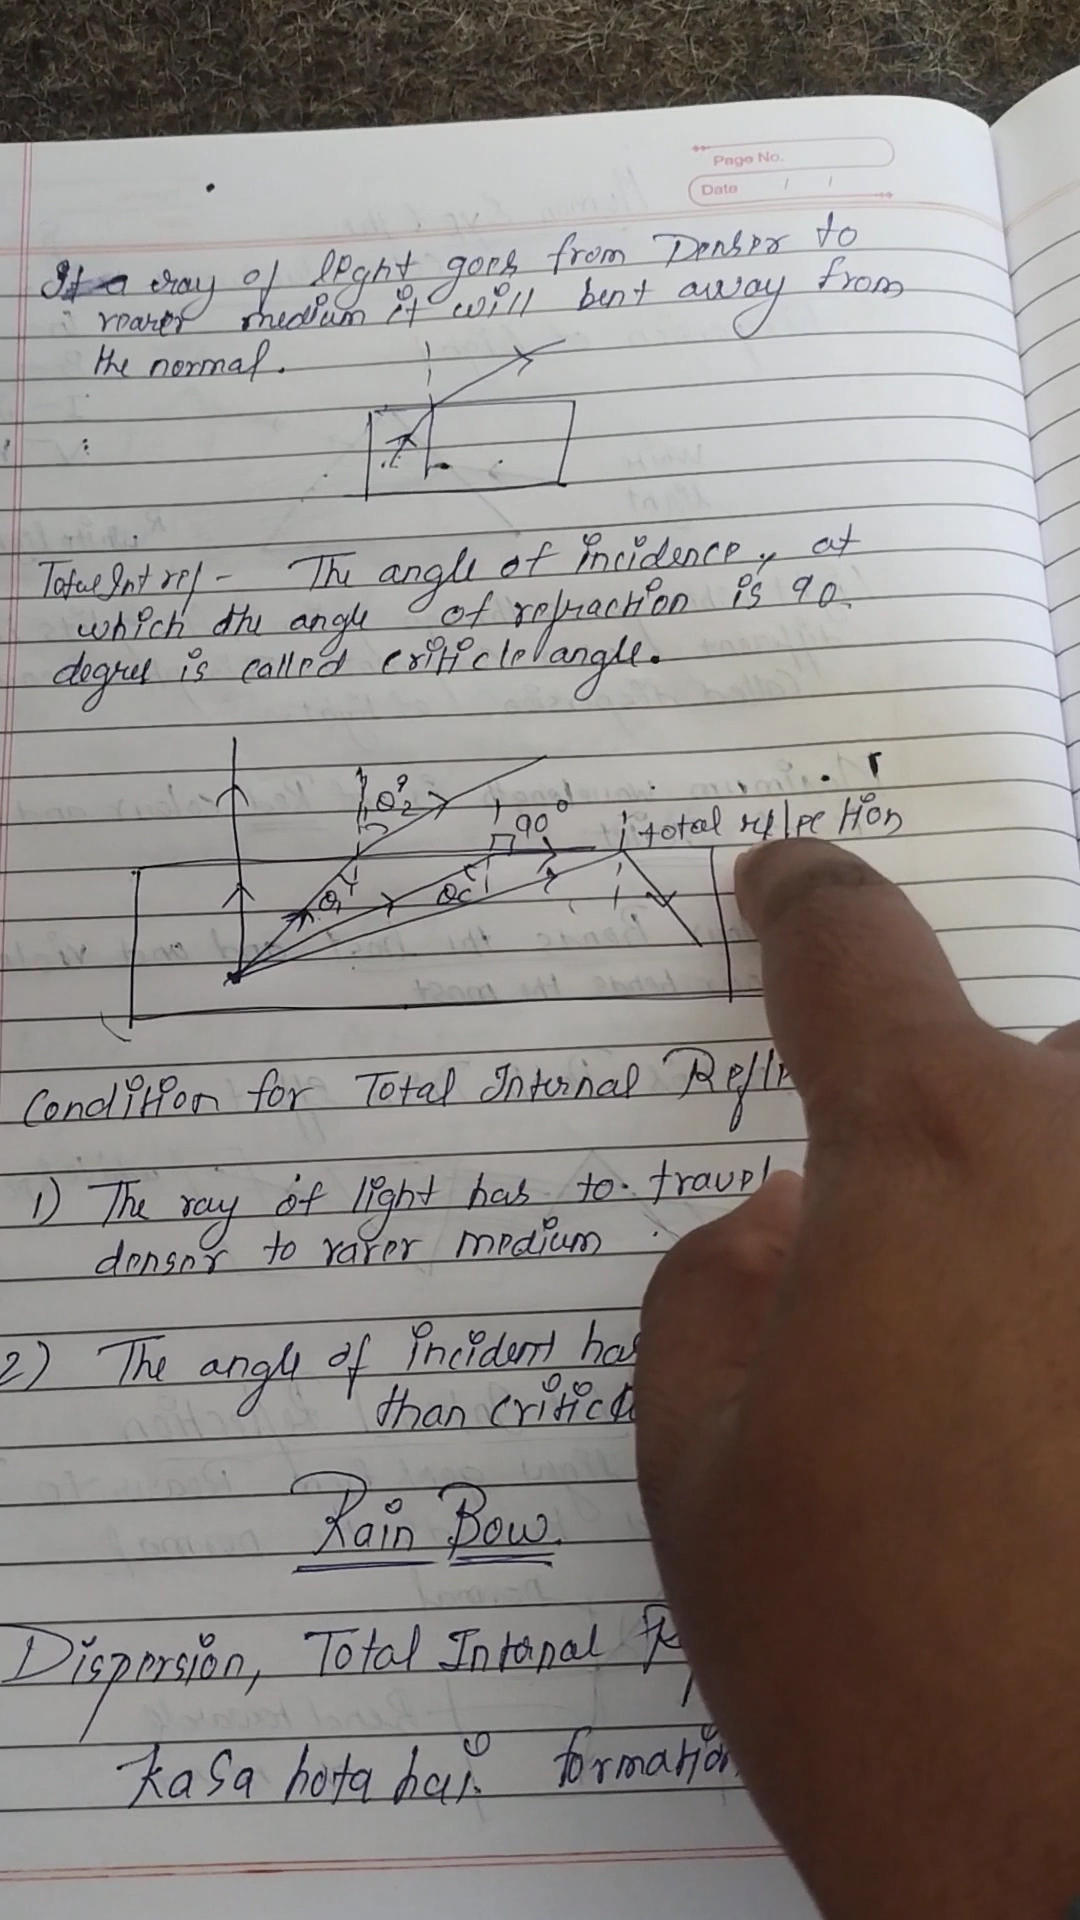 Page No.
Date / /
If a ray of light goes from Denser to
rarer medium it will bent away from
the normal.
i
Total Int ref - The angle of incidence, at
which the angle of refraction is 90
degree is called criticle angle.
θ2
90°
total reflection
θ1
θc
Condition for Total Internal Refl
1) The ray of light has to travel
denser to rarer medium
2) The angle of incident has
than critic
Rain Bow.
Dispersion, Total Internal R
kasa hota hai. formation